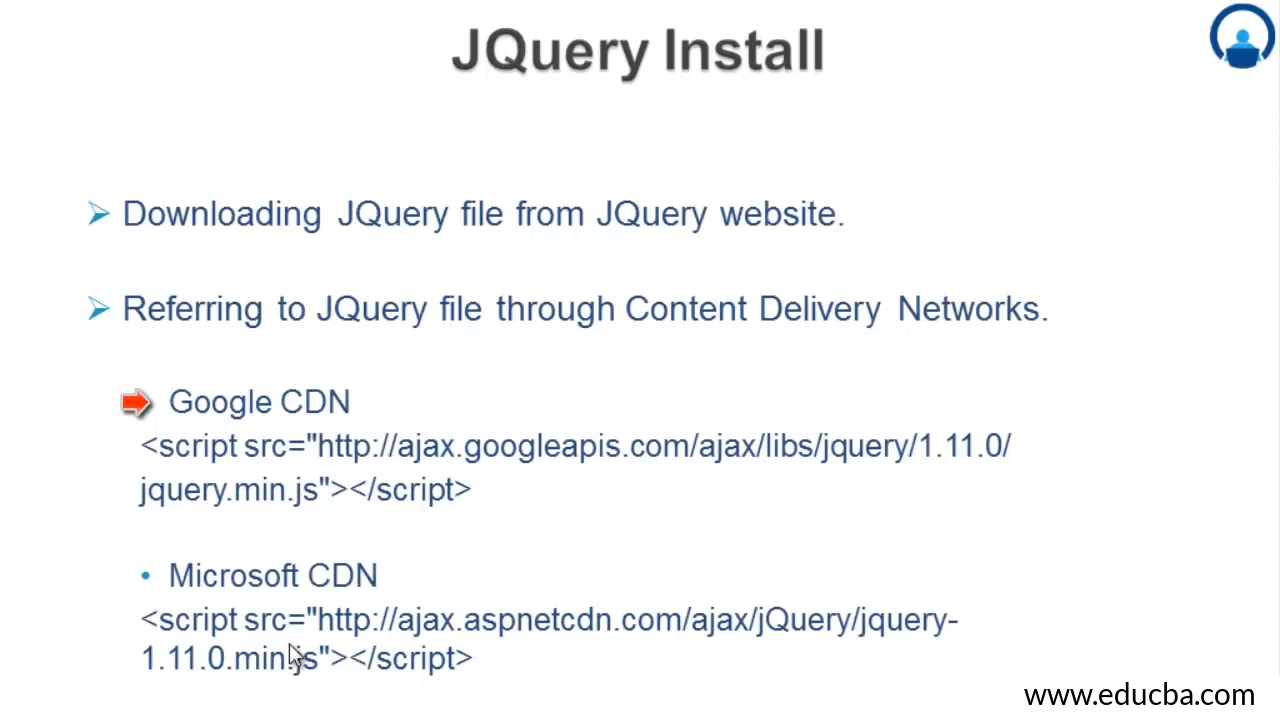 JQuery Install
Downloading JQuery file from JQuery website.
Referring to JQuery file through Content Delivery Networks.
Google CDN
<script src="http://ajax.googleapis.com/ajax/libs/jquery/1.11.0/
jquery.min.js"></script>
• Microsoft CDN
<script src="http://ajax.aspnetcdn.com/ajax/jQuery/jquery-
1.11.0.min.js"></script>
www.educba.com